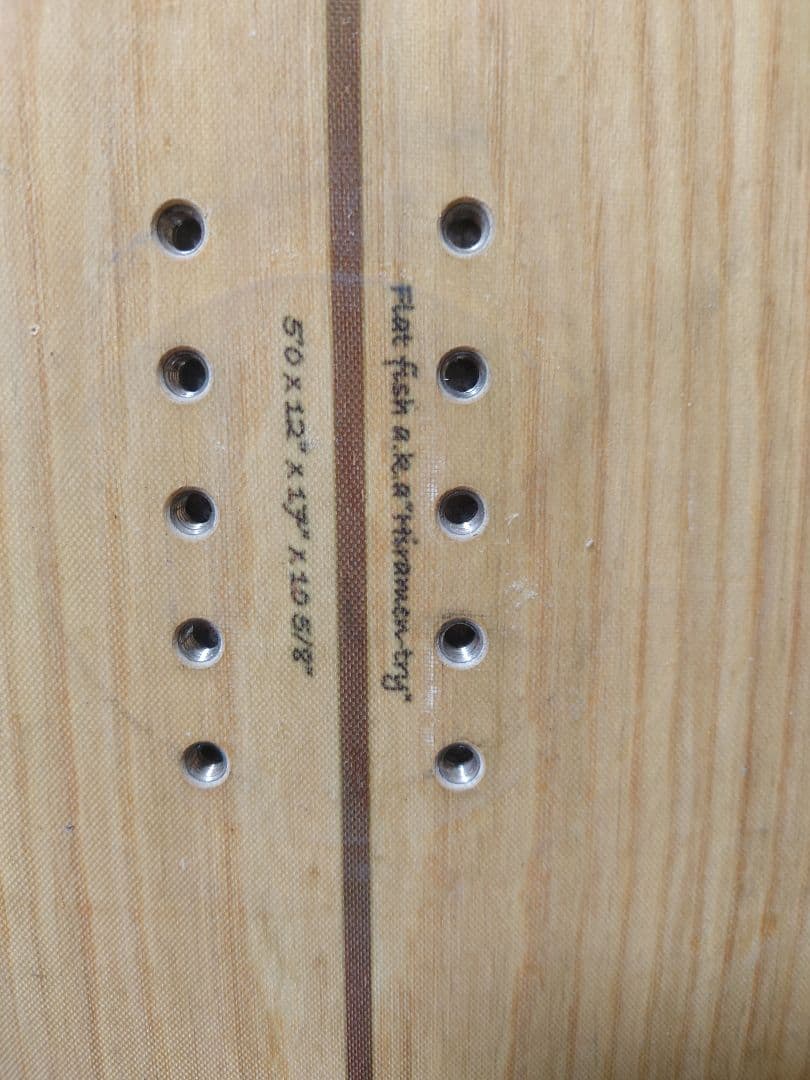 Flat fish a.k.a "Hiramen-try"
5'0 x 12" x 17" x 10 5/8"